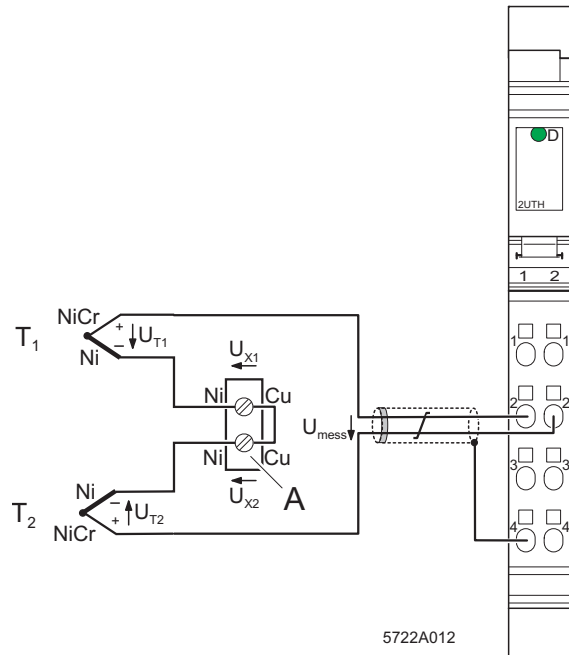 D
2UTH
1 2
NiCr
T1
+
UT1
Ni
−
UX1
1 1
Ni Cu
2 2
Umess
Ni Cu
A
3 3
Ni
−
UX2
T2
UT2
NiCr
+
4 4
5722A012